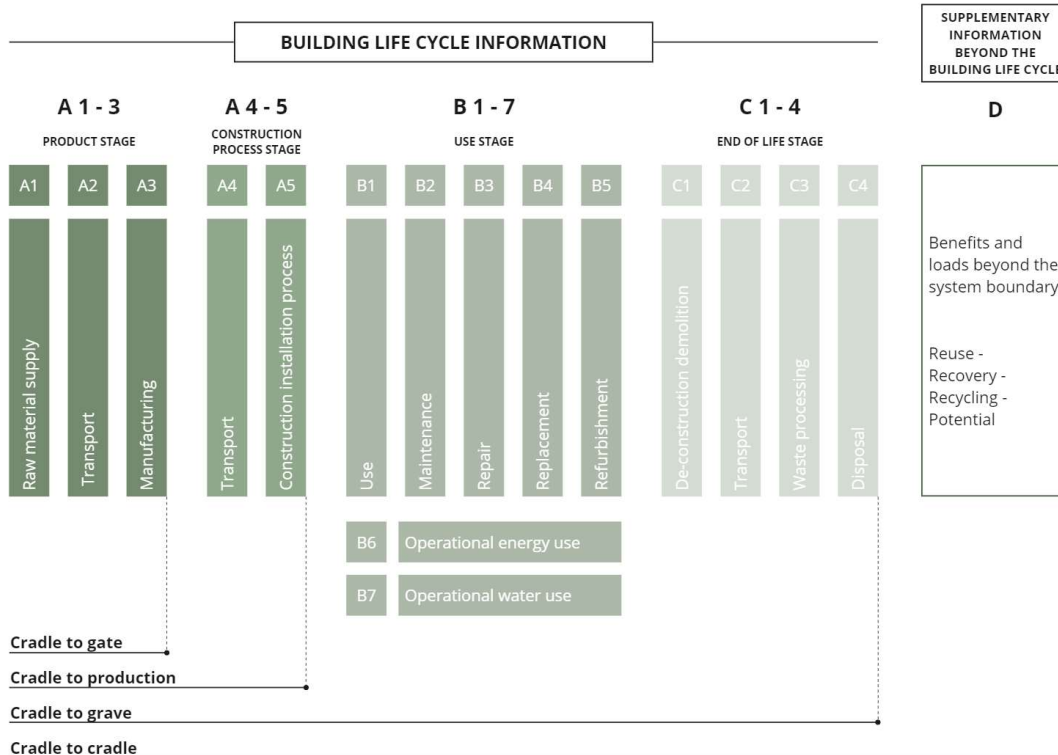 BUILDING LIFE CYCLE INFORMATION
SUPPLEMENTARY
INFORMATION
BEYOND THE
BUILDING LIFE CYCLE
A 1 - 3
PRODUCT STAGE
A 4 - 5
CONSTRUCTION
PROCESS STAGE
B 1 - 7
USE STAGE
C 1 - 4
END OF LIFE STAGE
D
A1
A2
A3
A4
A5
B1
B2
B3
B4
B5
C1
C2
C3
C4
Raw material supply
Transport
Manufacturing
Transport
Construction installation process
Use
Maintenance
Repair
Replacement
Refurbishment
De-construction demolition
Transport
Waste processing
Disposal
Benefits and
loads beyond the
system boundary
Reuse -
Recovery -
Recycling -
Potential
B6
Operational energy use
B7
Operational water use
Cradle to gate
Cradle to production
Cradle to grave
Cradle to cradle